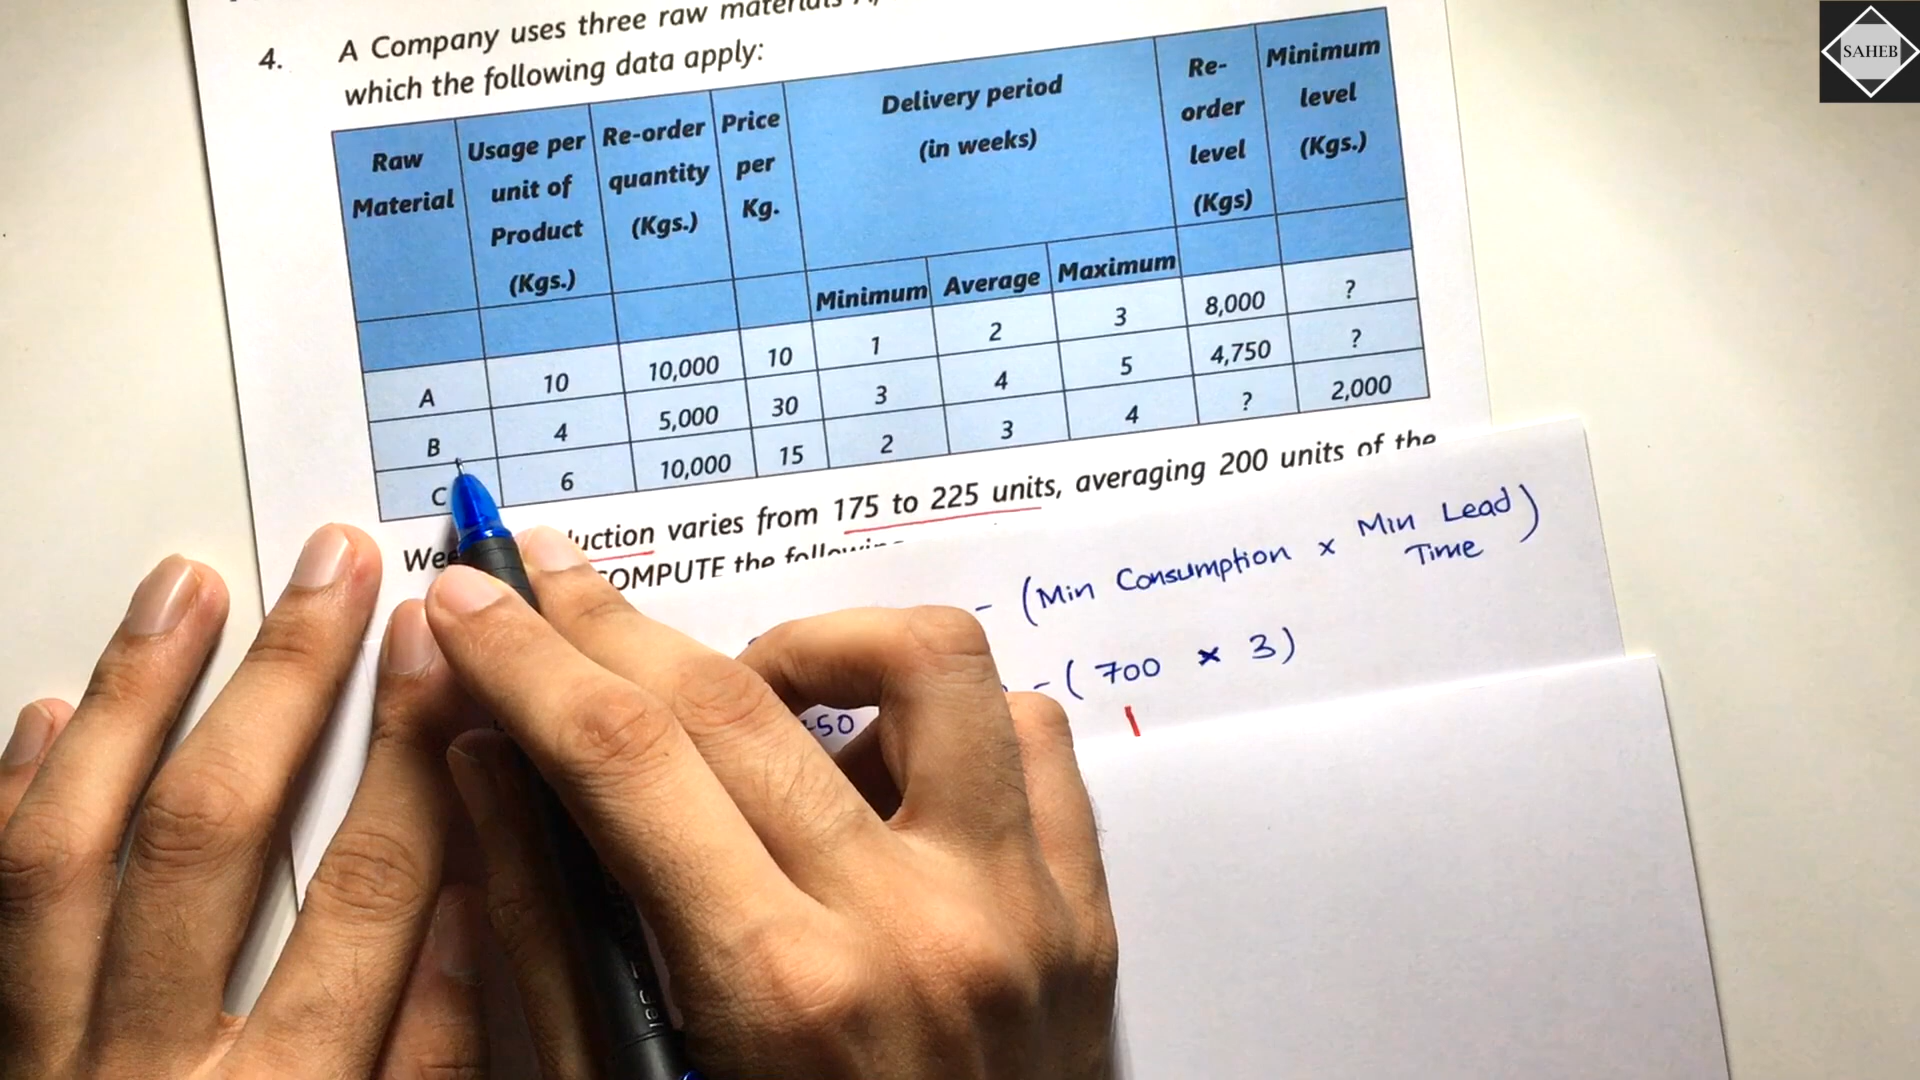 4. A Company uses three raw materials
which the following data apply:
Raw Material
Usage per unit of Product (Kgs.)
Re-order quantity (Kgs.)
Price per Kg.
Delivery period (in weeks)
Re-order level (Kgs)
Minimum level (Kgs.)
Minimum Average Maximum
A 10 10,000 10 1 2 3 8,000 ?
B 4 5,000 30 3 4 5 4,750 ?
C 6 10,000 15 2 3 4 ? 2,000
varies from 175 to 225 units, averaging 200 units of the
COMPUTE the following
- (Min Consumption × Min Lead Time)
- (700 × 3)
50
SAHEB